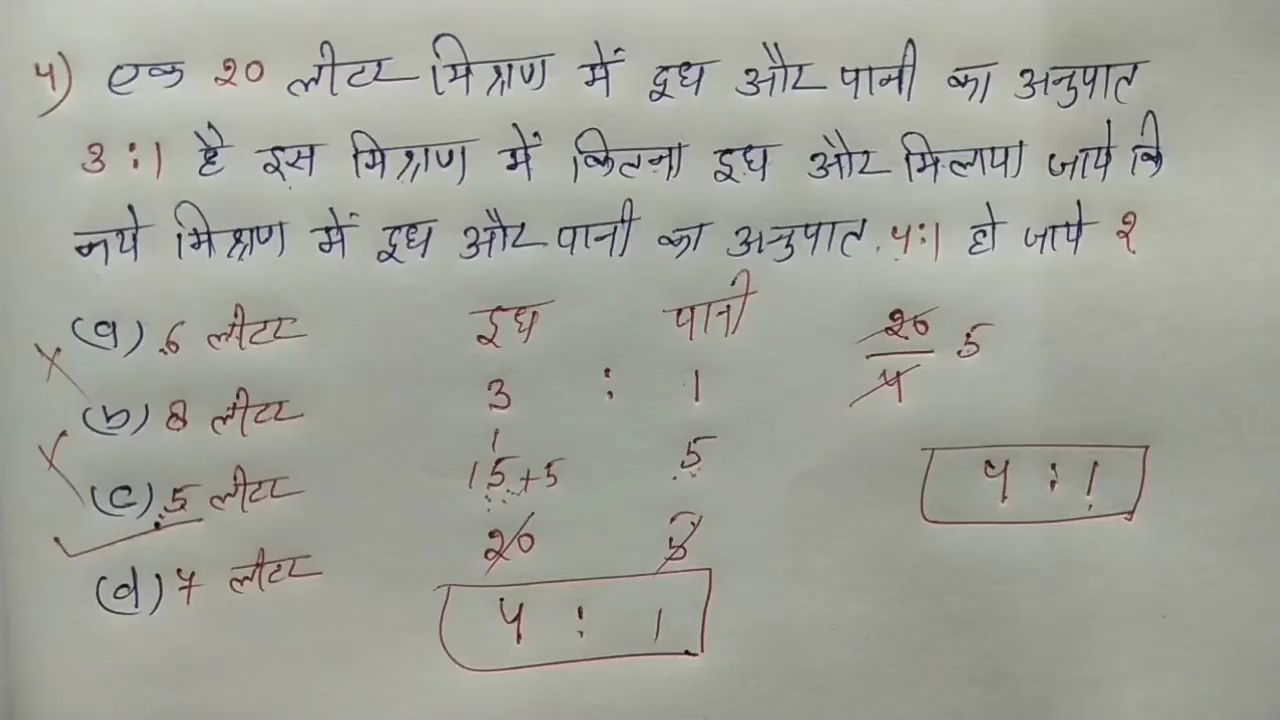 4) एक 20 लीटर मिश्रण में दूध और पानी का अनुपात
3:1 है इस मिश्रण में कितना दूध और मिलाया जाये कि
नये मिश्रण में दूध और पानी का अनुपात 4:1 हो जाये ?
(a) 6 लीटर
(b) 8 लीटर
(c) 5 लीटर
(d) 7 लीटर
दूध पानी
3 : 1
15+5 5
20 5
4 : 1
20/4 5
4 : 1